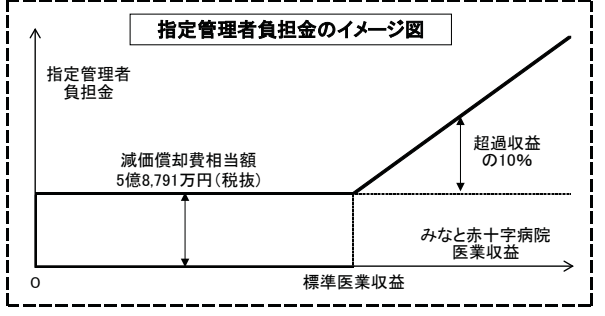 指定管理者負担金のイメージ図
指定管理者
負担金
減価償却費相当額
5億8,791万円(税抜)
超過収益
の10%
みなと赤十字病院
医業収益
0
標準医業収益